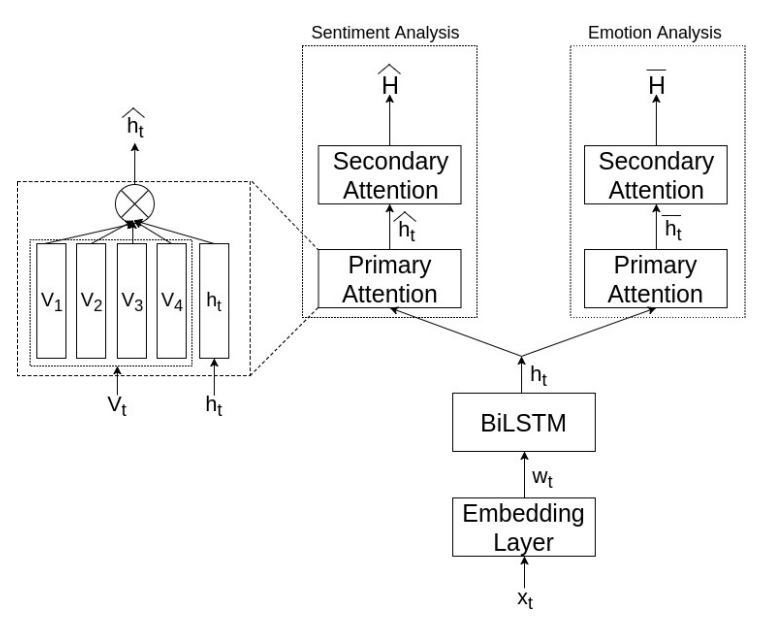 Sentiment Analysis
Emotion Analysis
Ĥ
H̅
ĥt
Secondary
Attention
Secondary
Attention
ĥt
h̅t
V1 V2 V3 V4 ht
Primary
Attention
Primary
Attention
Vt
ht
ht
BiLSTM
wt
Embedding
Layer
xt